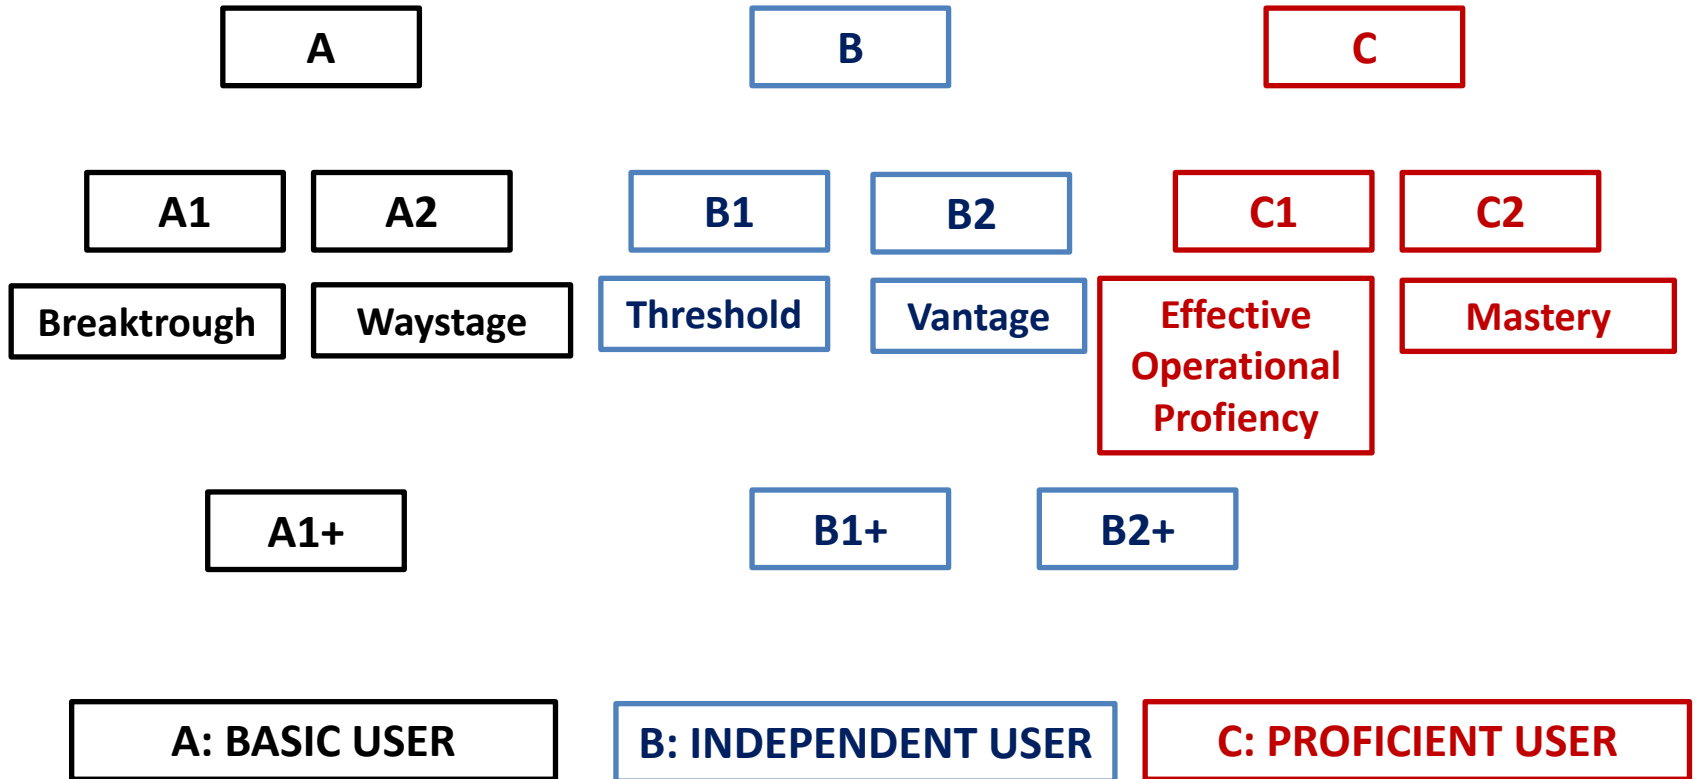 A
B
C
A1
A2
B1
B2
C1
C2
Breaktrough
Waystage
Threshold
Vantage
Effective
Operational
Profiency
Mastery
A1+
B1+
B2+
A: BASIC USER
B: INDEPENDENT USER
C: PROFICIENT USER